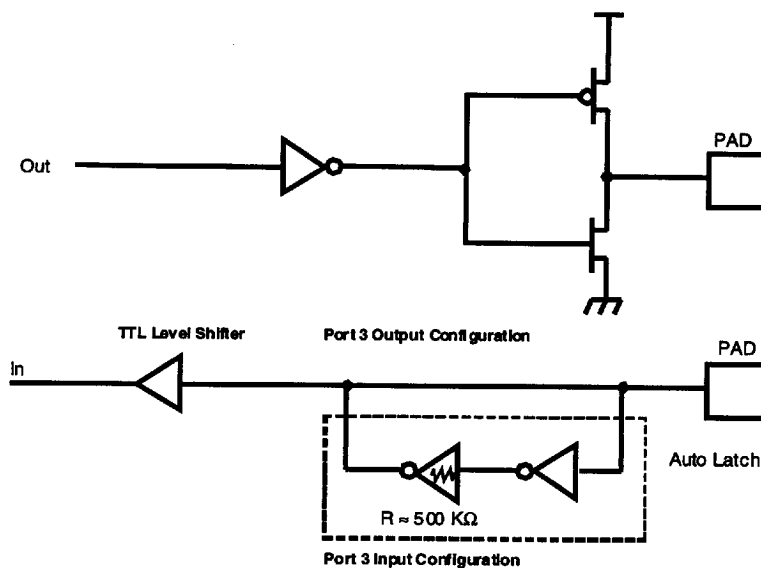 PAD
Out
TTL Level Shifter
Port 3 Output Configuration
PAD
In
Auto Latch
R ≈ 500 KΩ
Port 3 Input Configuration